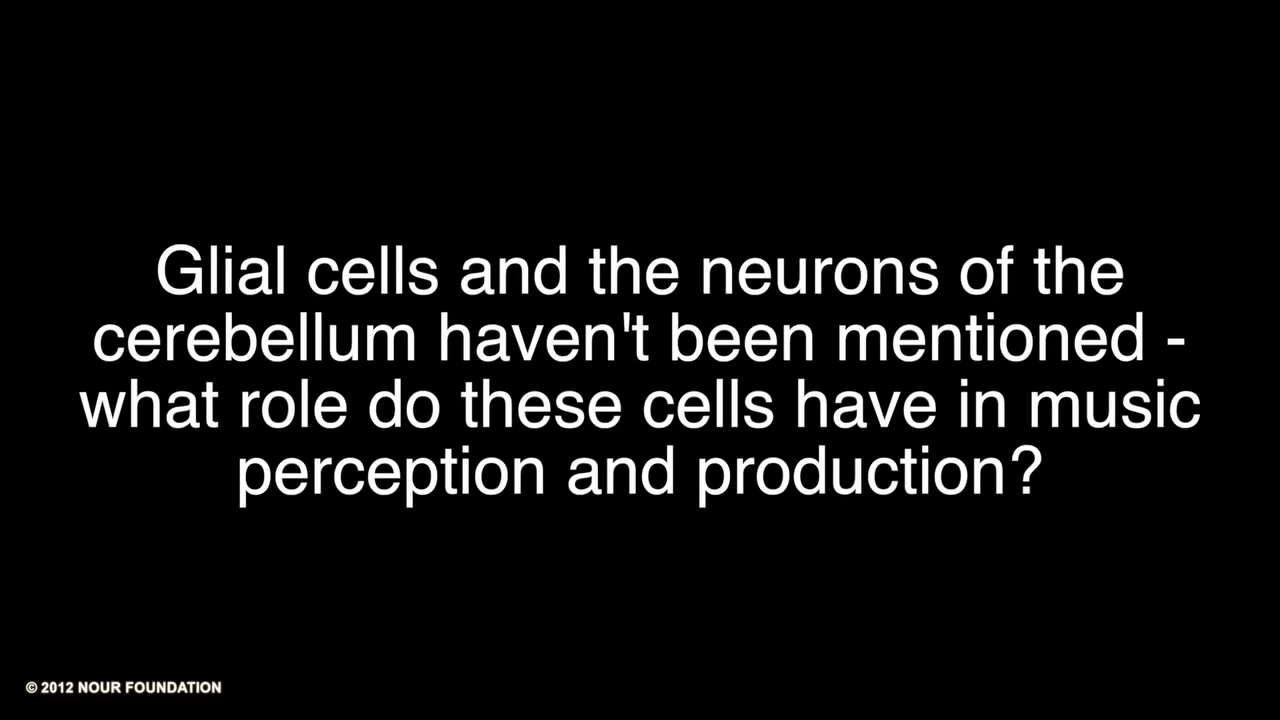 Glial cells and the neurons of the
cerebellum haven't been mentioned -
what role do these cells have in music
perception and production?
© 2012 NOUR FOUNDATION